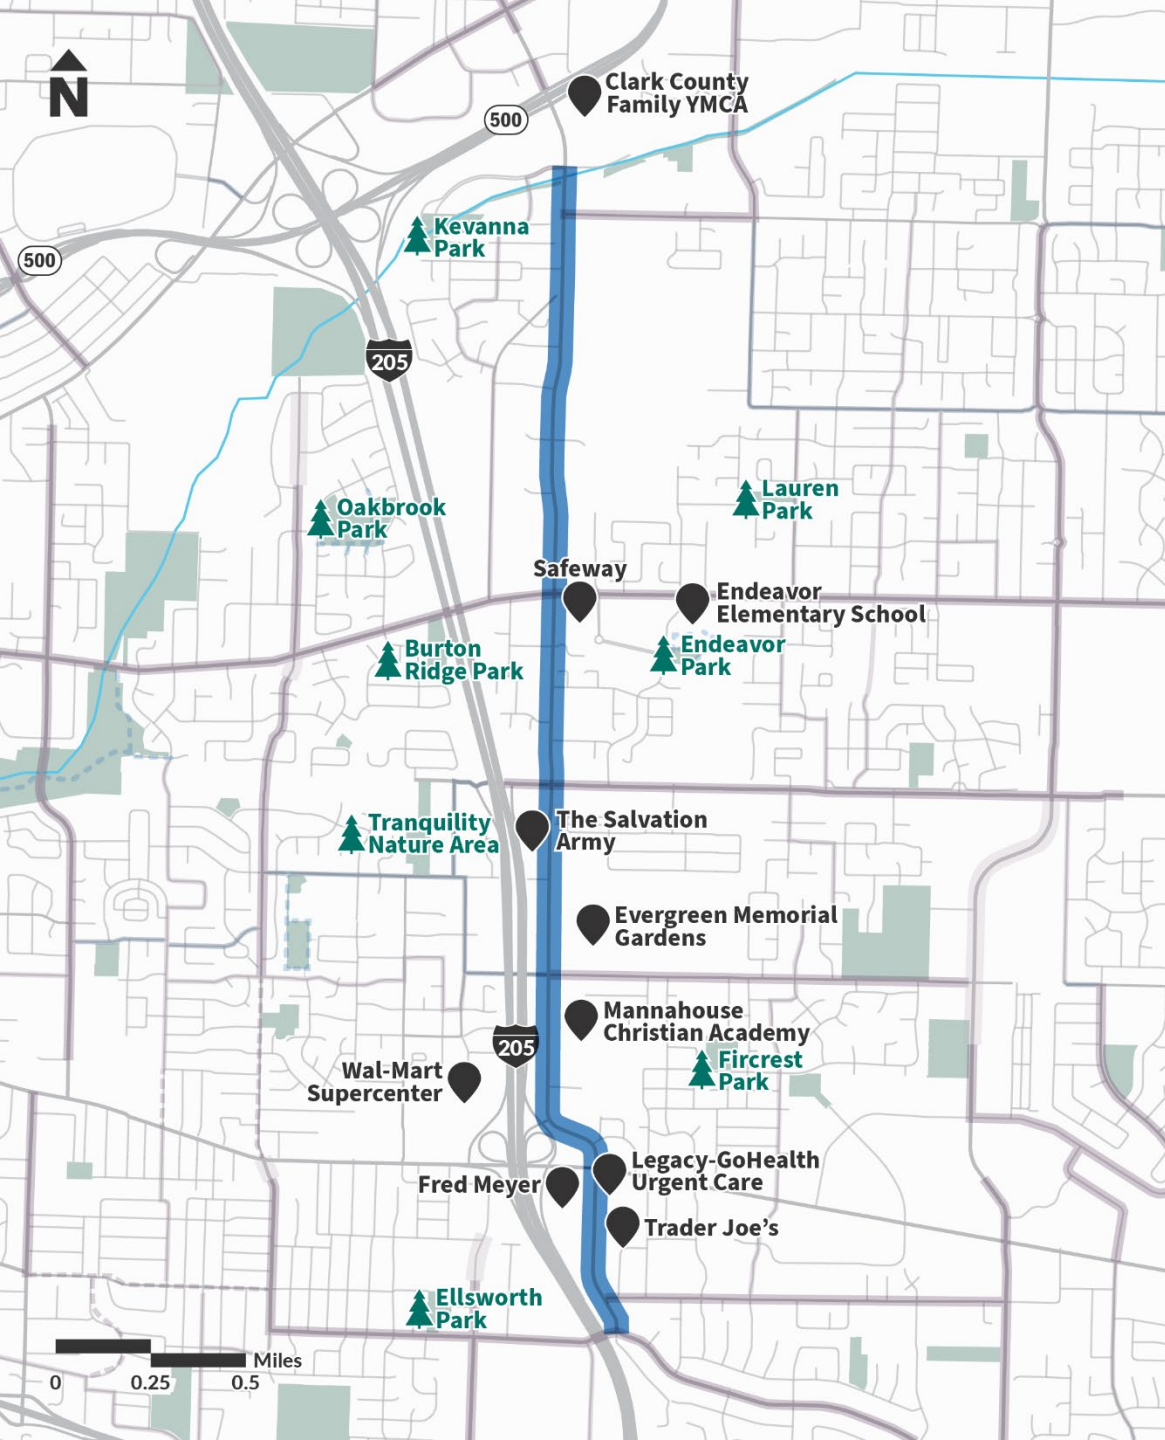 N
Clark County
Family YMCA
500
Kevanna
Park
500
205
Lauren
Park
Oakbrook
Park
Safeway
Endeavor
Elementary School
Endeavor
Park
Burton
Ridge Park
The Salvation
Army
Tranquility
Nature Area
Evergreen Memorial
Gardens
Mannahouse
Christian Academy
205
Fircrest
Park
Wal-Mart
Supercenter
Legacy-GoHealth
Urgent Care
Fred Meyer
Trader Joe's
Ellsworth
Park
Miles
0 0.25 0.5